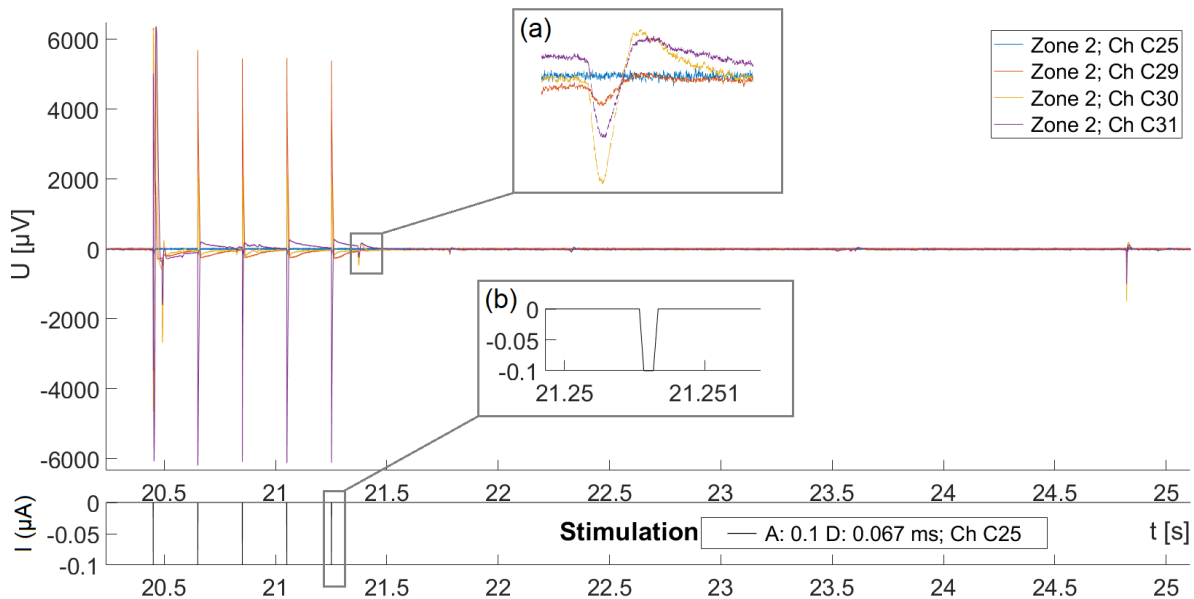 (a)
Zone 2; Ch C25
Zone 2; Ch C29
Zone 2; Ch C30
Zone 2; Ch C31
6000
4000
2000
0
-2000
-4000
-6000
U [µV]
(b)
0
-0.05
-0.1
21.25 21.251
20.5 21 21.5 22 22.5 23 23.5 24 24.5 25
I (µA)
0
-0.05
-0.1
Stimulation
A: 0.1 D: 0.067 ms; Ch C25
t [s]
20.5 21 21.5 22 22.5 23 23.5 24 24.5 25